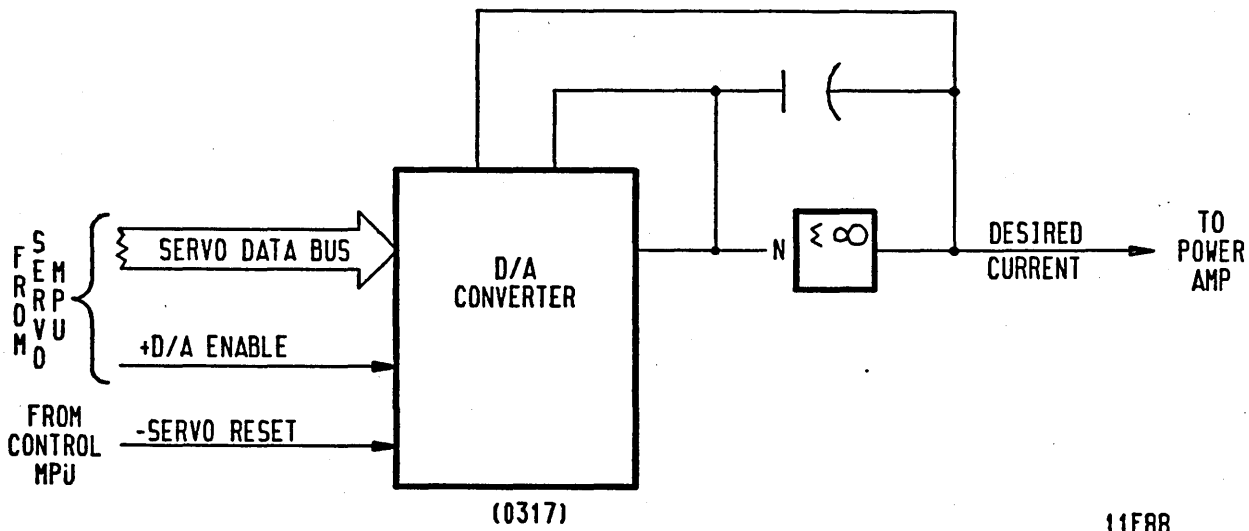 FROM
SERVO
MPU
SERVO DATA BUS
+D/A ENABLE
FROM
CONTROL
MPU
-SERVO RESET
D/A
CONVERTER
(0317)
N
Σ ∞
DESIRED
CURRENT
TO
POWER
AMP
11F88